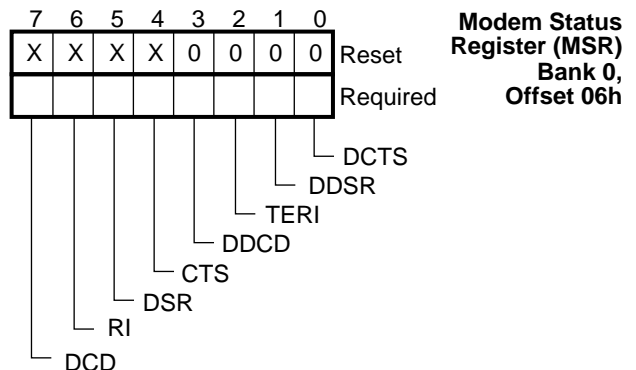 7 6 5 4 3 2 1 0
Modem Status
Register (MSR)
Bank 0,
Offset 06h
X X X X 0 0 0 0 Reset
Required
DCTS
DDSR
TERI
DDCD
CTS
DSR
RI
DCD